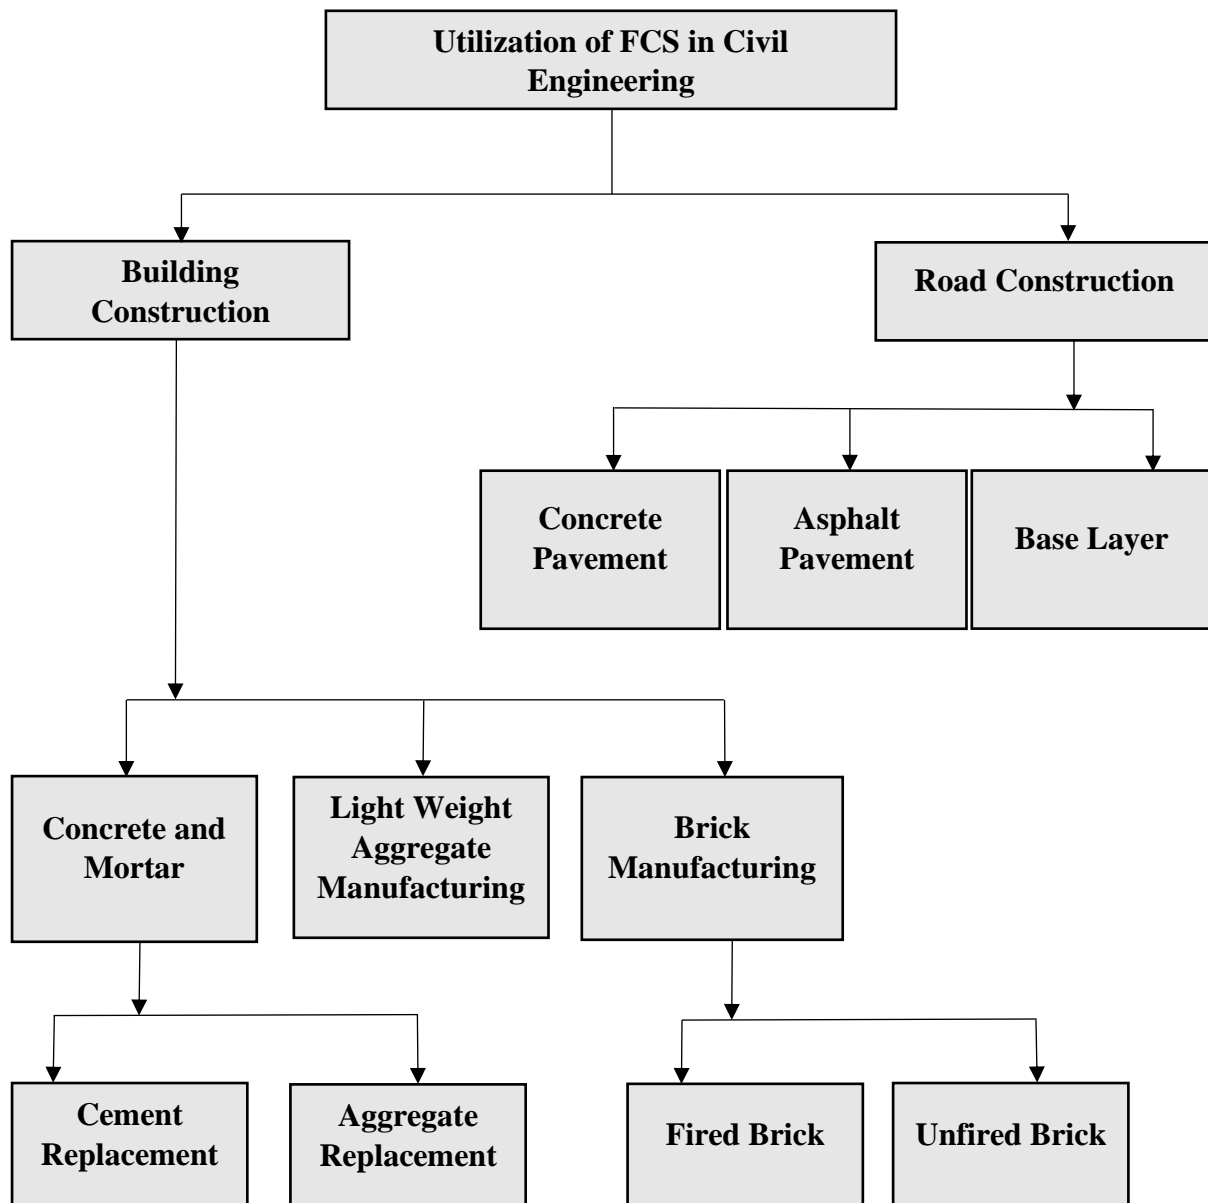 Utilization of FCS in Civil
Engineering
Building
Construction
Road Construction
Concrete
Pavement
Asphalt
Pavement
Base Layer
Concrete and
Mortar
Light Weight
Aggregate
Manufacturing
Brick
Manufacturing
Cement
Replacement
Aggregate
Replacement
Fired Brick
Unfired Brick